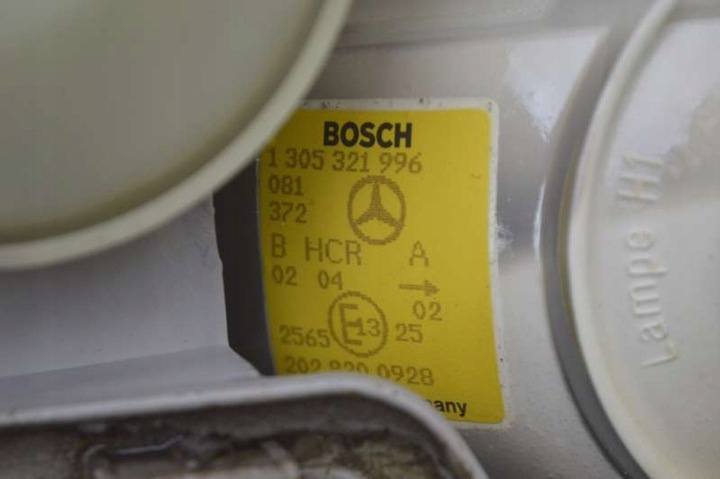 BOSCH
1 305 321 996
081
372
B HCR A
02 04 →
02
2565 E13 25
202 820 0928
any
Lampe H1